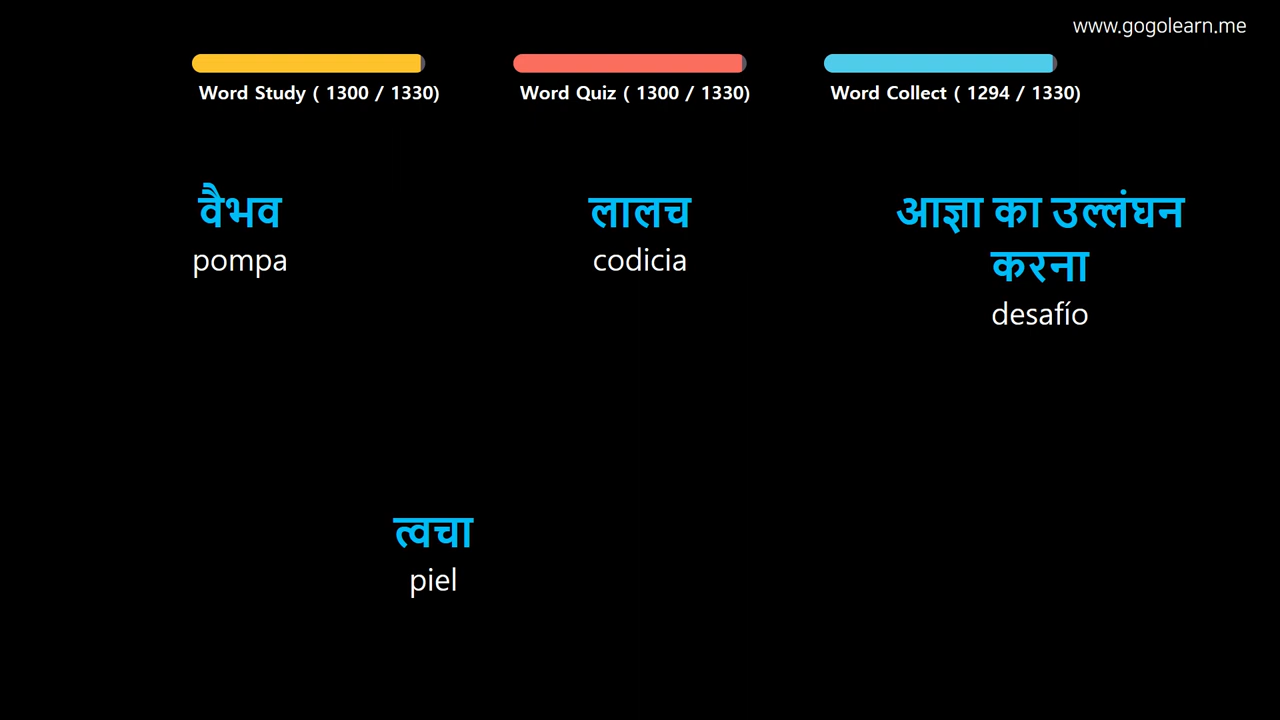 www.gogolearn.me
Word Study ( 1300 / 1330)
Word Quiz ( 1300 / 1330)
Word Collect ( 1294 / 1330)
वैभव
pompa
लालच
codicia
आज्ञा का उल्लंघन
करना
desafío
त्वचा
piel